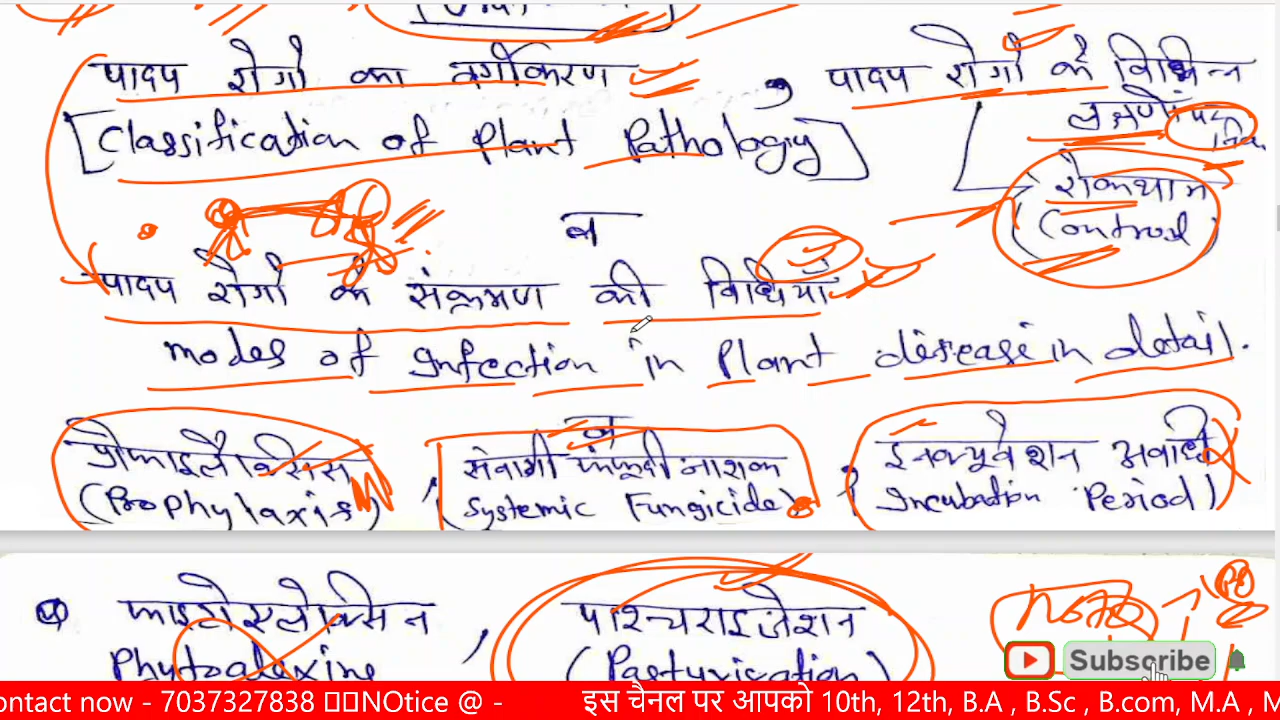 पादप रोगों का वर्गीकरण , पादप रोगों के विभिन्न
[Classification of Plant Pathology]
लक्षणों
रोकथाम
(Control)
व
पादप रोगों के संक्रमण की विधियां
modes of Infection in Plant disease in detail.
व
प्रोफाइलैक्सिस , सेवागी फफूंदी नाशक , इनक्यूवेशन अवधि
(Prophylaxis) (Systemic Fungicide) (Incubation Period)
फाइटोएलेक्सिन , पाश्चराइजेशन
Phytoalexine (Pasturization)
Subscribe
ontact now - 7037327838 NOtice @ - इस चैनल पर आपको 10th, 12th, B.A , B.Sc , B.com, M.A , M